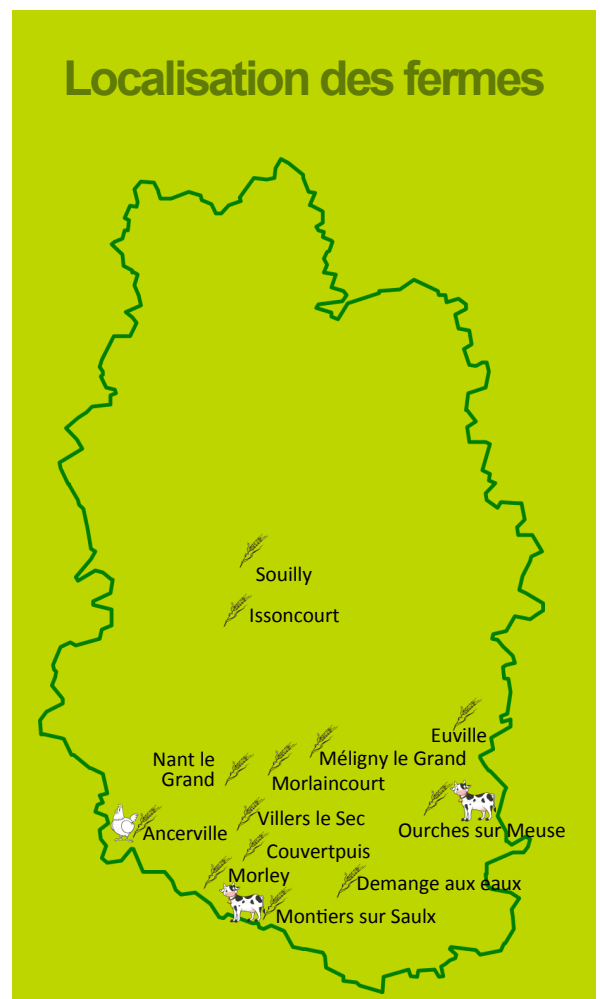 Localisation des fermes
Souilly
Issoncourt
Euville
Méligny le Grand
Nant le
Grand
Morlaincourt
Villers le Sec
Ancerville
Ourches sur Meuse
Couvertpuis
Morley
Demange aux eaux
Montiers sur Saulx